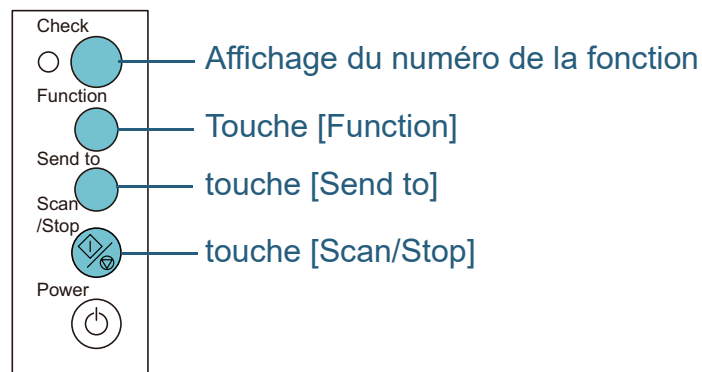 Check
Affichage du numéro de la fonction
Function
Touche [Function]
Send to
touche [Send to]
Scan
/Stop
touche [Scan/Stop]
Power